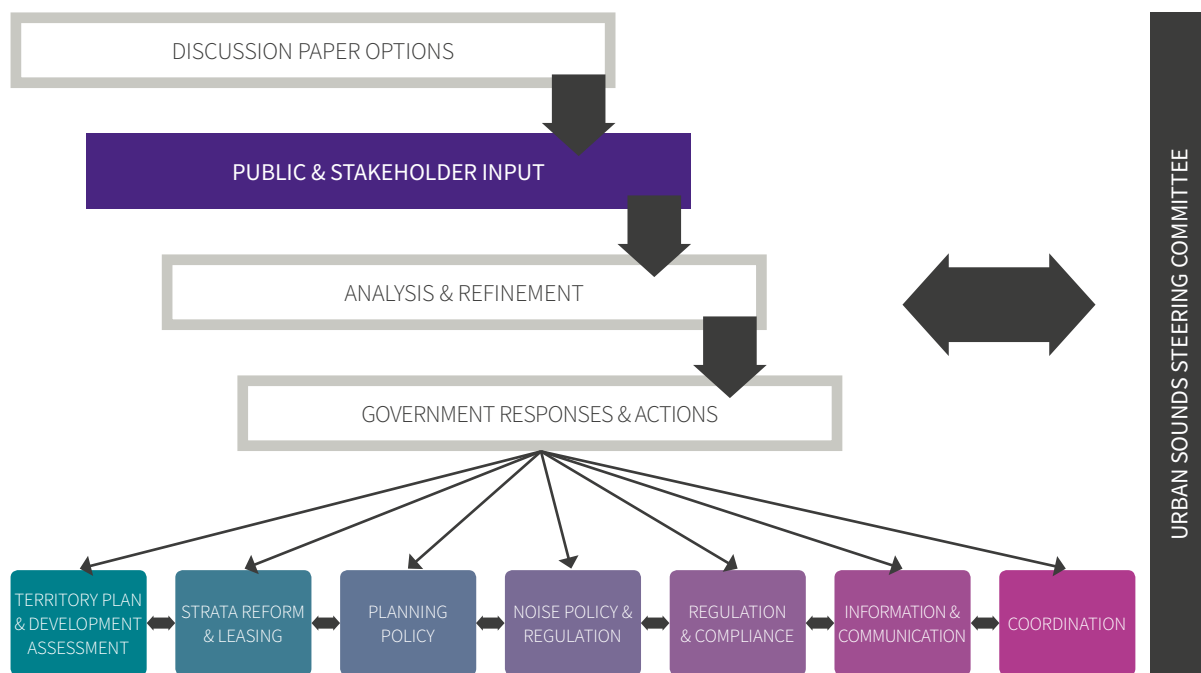 DISCUSSION PAPER OPTIONS
PUBLIC & STAKEHOLDER INPUT
ANALYSIS & REFINEMENT
GOVERNMENT RESPONSES & ACTIONS
TERRITORY PLAN
& DEVELOPMENT
ASSESSMENT
STRATA REFORM
& LEASING
PLANNING
POLICY
NOISE POLICY &
REGULATION
REGULATION
& COMPLIANCE
INFORMATION &
COMMUNICATION
COORDINATION
URBAN SOUNDS STEERING COMMITTEE